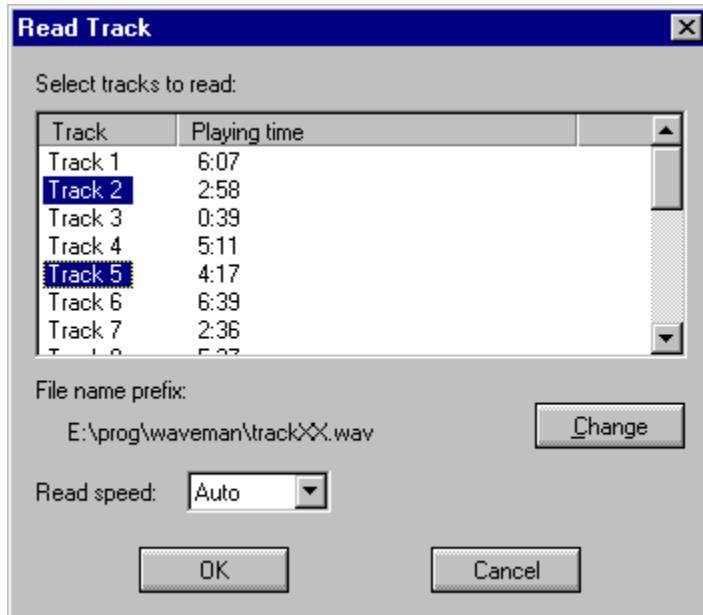 Read Track
Select tracks to read:
Track Playing time
Track 1 6:07
Track 2 2:58
Track 3 0:39
Track 4 5:11
Track 5 4:17
Track 6 6:39
Track 7 2:36
File name prefix:
E:\prog\waveman\trackXX.wav Change
Read speed: Auto
OK Cancel